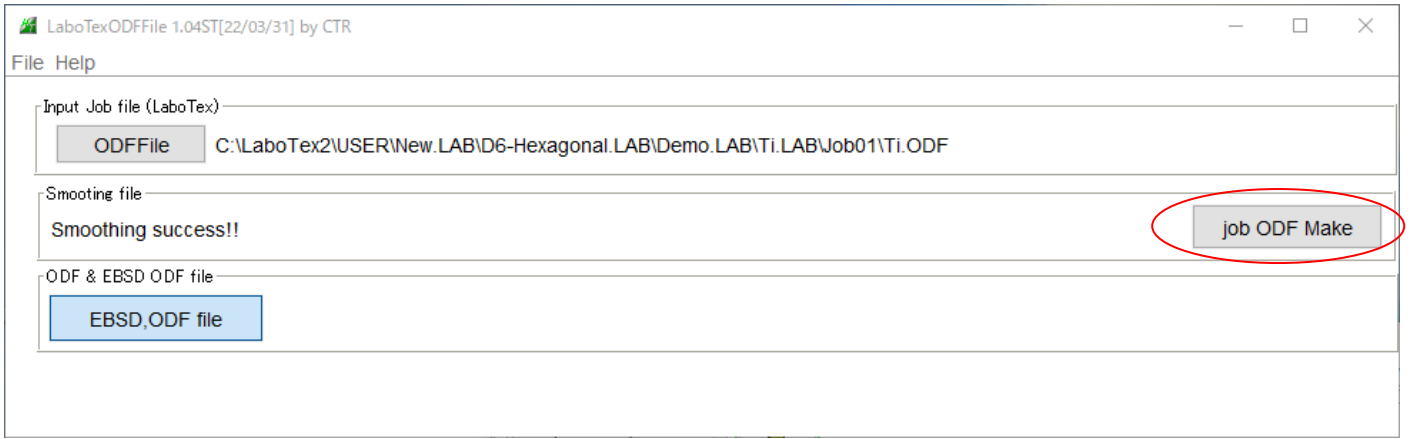 LaboTexODFFile 1.04ST[22/03/31] by CTR
File Help
Input Job file (LaboTex)
ODFFile C:\LaboTex2\USER\New.LAB\D6-Hexagonal.LAB\Demo.LAB\Ti.LAB\Job01\Ti.ODF
Smooting file
Smoothing success!! job ODF Make
ODF & EBSD ODF file
EBSD,ODF file